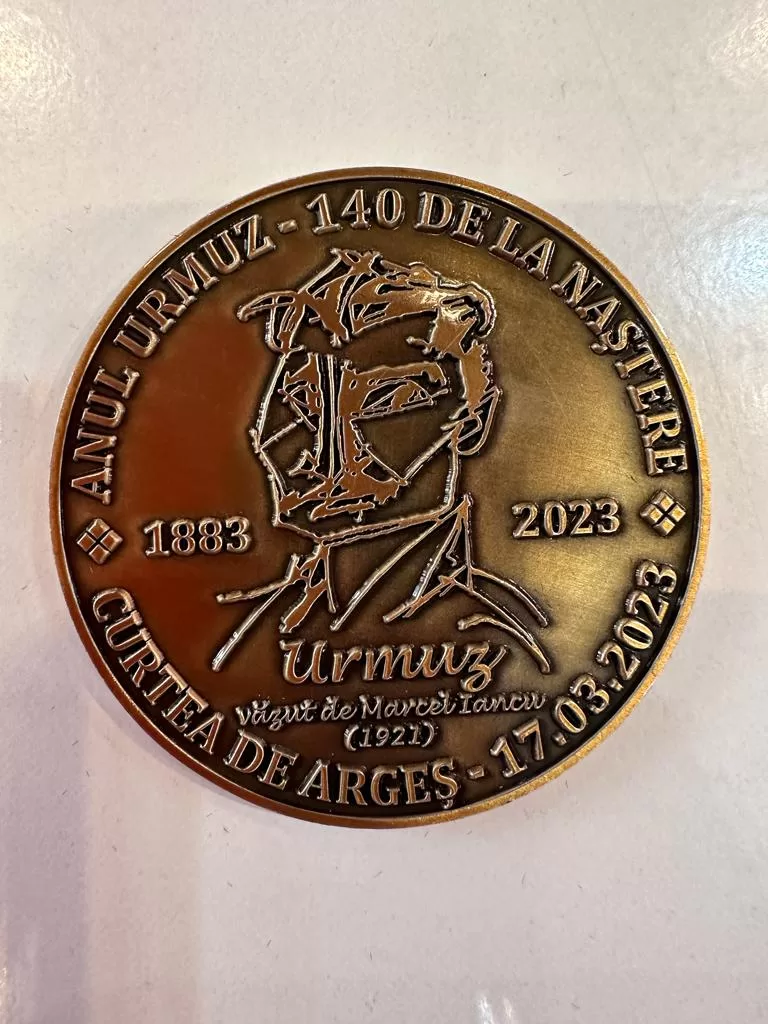 ANUL URMUZ - 140 DE LA NAȘTERE
1883
2023
Urmuz
văzut de Marcel Iancu
(1921)
CURTEA DE ARGEȘ - 17.03.2023